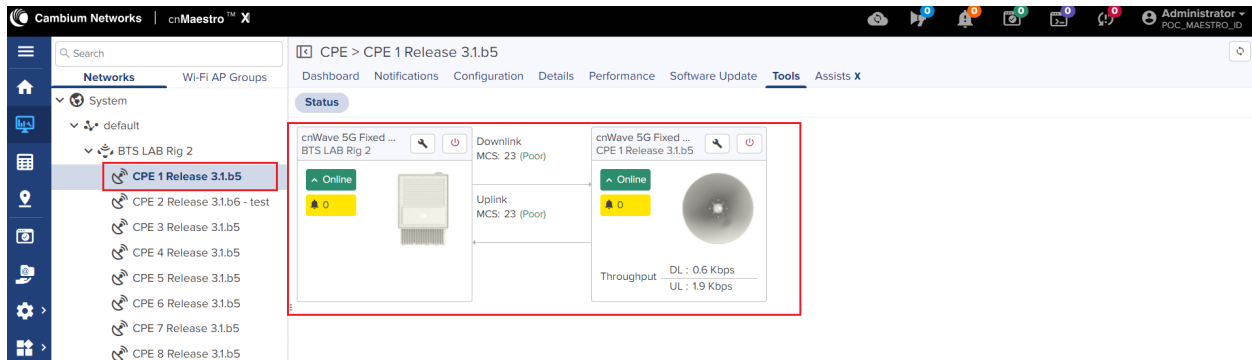 Cambium Networks | cnMaestro™ X
0 0 0 0 0 Administrator
POC_MAESTRO_ID
Search
Networks Wi-Fi AP Groups
System
default
BTS LAB Rig 2
CPE 1 Release 3.1.b5
CPE 2 Release 3.1.b6 - test
CPE 3 Release 3.1.b5
CPE 4 Release 3.1.b5
CPE 5 Release 3.1.b5
CPE 6 Release 3.1.b5
CPE 7 Release 3.1.b5
CPE 8 Release 3.1.b5
CPE > CPE 1 Release 3.1.b5
Dashboard Notifications Configuration Details Performance Software Update Tools Assists X
Status
cnWave 5G Fixed ...
BTS LAB Rig 2
Online
0
Downlink
MCS: 23 (Poor)
Uplink
MCS: 23 (Poor)
cnWave 5G Fixed ...
CPE 1 Release 3.1.b5
Online
0
Throughput
DL : 0.6 Kbps
UL : 1.9 Kbps